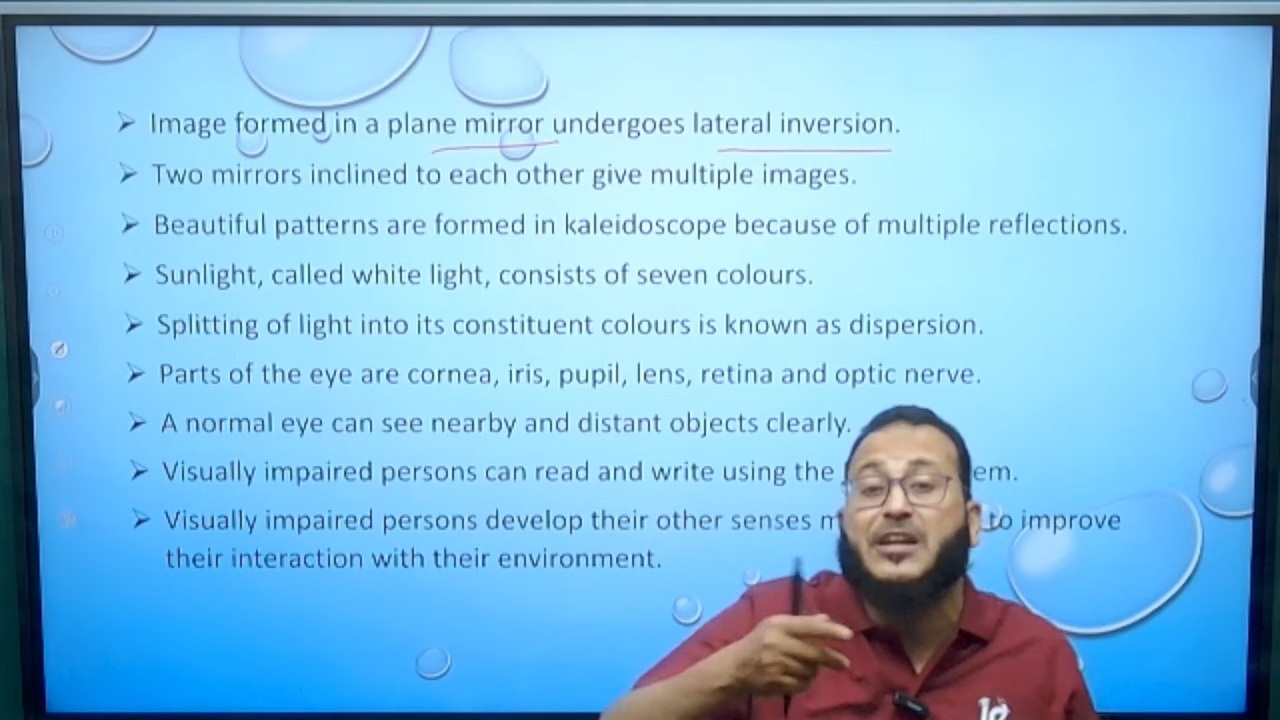 ➢ Image formed in a plane mirror undergoes lateral inversion.
➢ Two mirrors inclined to each other give multiple images.
➢ Beautiful patterns are formed in kaleidoscope because of multiple reflections.
➢ Sunlight, called white light, consists of seven colours.
➢ Splitting of light into its constituent colours is known as dispersion.
➢ Parts of the eye are cornea, iris, pupil, lens, retina and optic nerve.
➢ A normal eye can see nearby and distant objects clearly.
➢ Visually impaired persons can read and write using the
➢ Visually impaired persons develop their other senses to improve
their interaction with their environment.